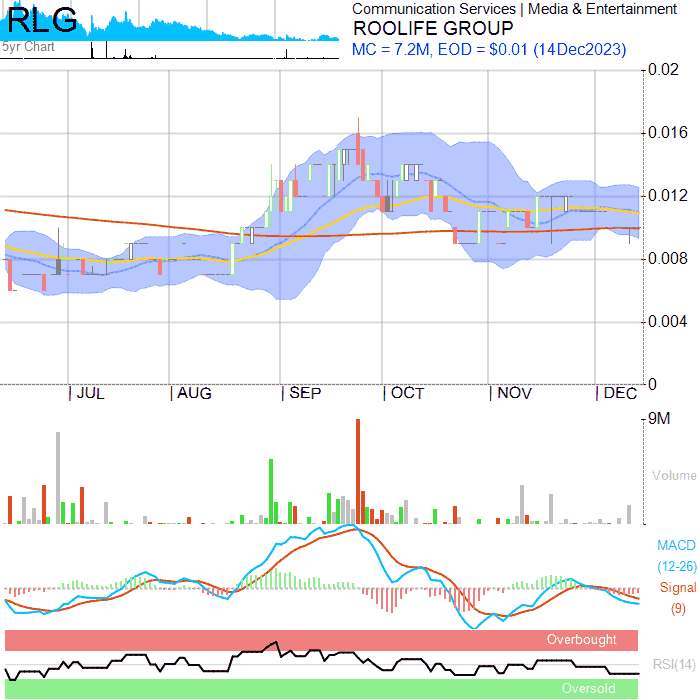 RLG
5yr Chart
Communication Services | Media & Entertainment
ROOLIFE GROUP
MC = 7.2M, EOD = $0.01 (14Dec2023)
0.02
0.016
0.012
0.008
0.004
0
JUL AUG SEP OCT NOV DEC
9M
Volume
MACD
(12-26)
Signal
(9)
Overbought
RSI(14)
Oversold